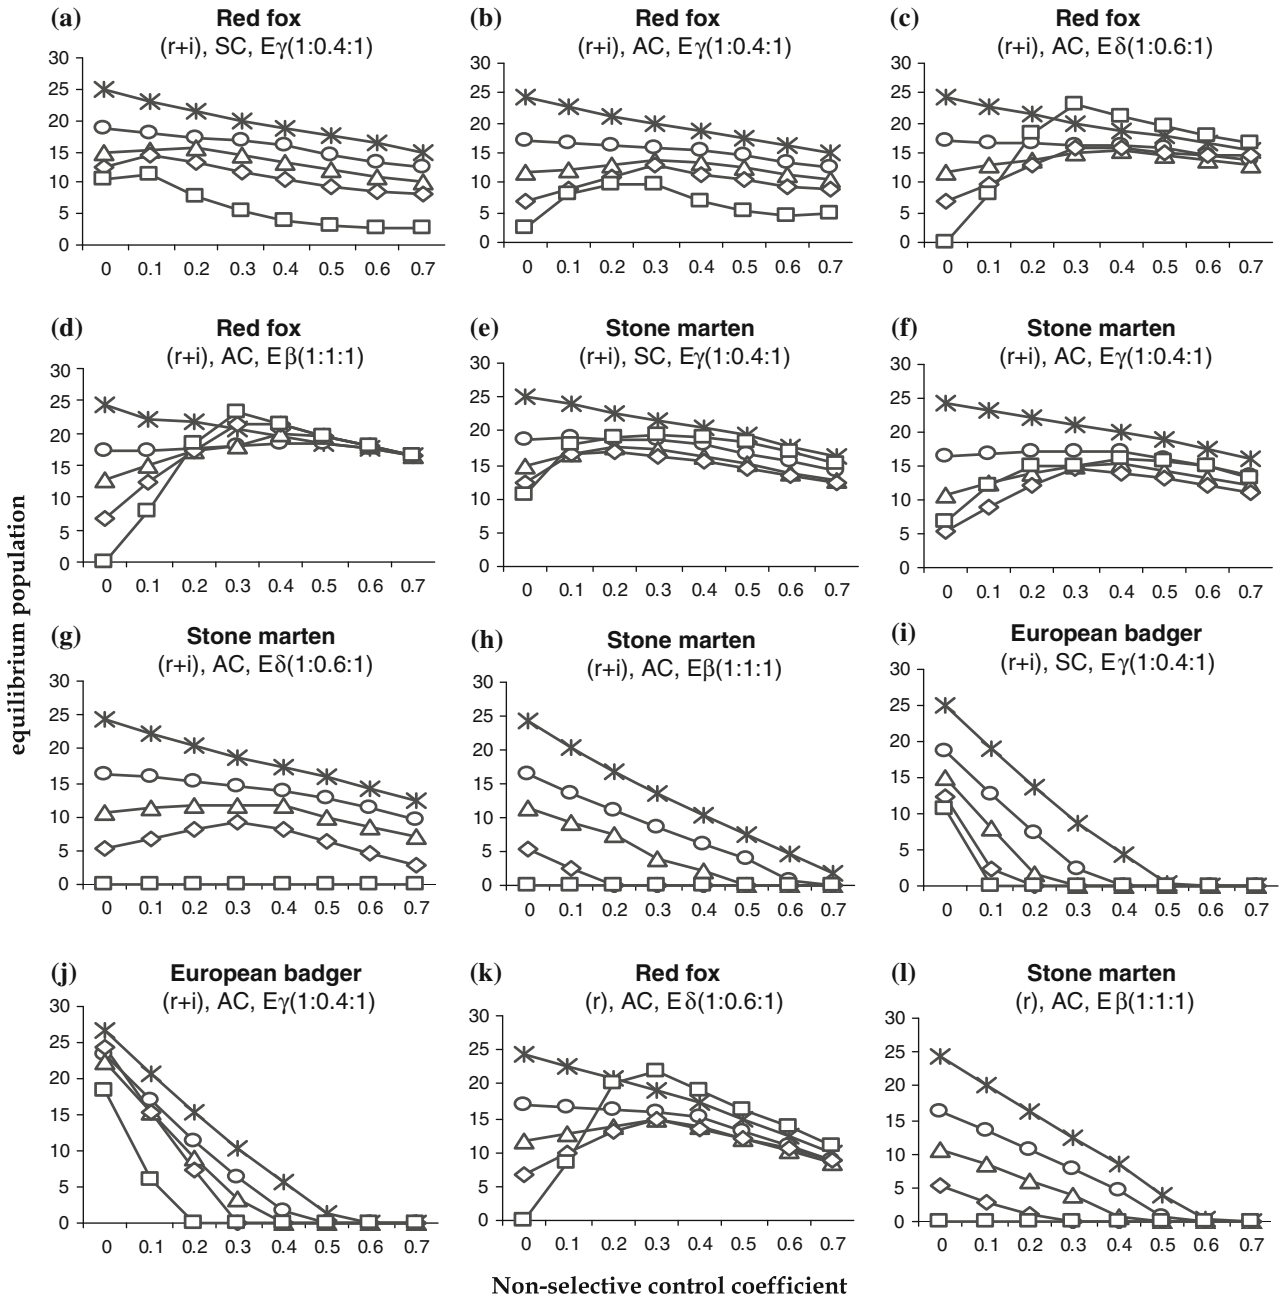 (a) Red fox
(r+i), SC, Eγ(1:0.4:1)
30
25
20
15
10
5
0
0 0.1 0.2 0.3 0.4 0.5 0.6 0.7
(b) Red fox
(r+i), AC, Eγ(1:0.4:1)
30
25
20
15
10
5
0
0 0.1 0.2 0.3 0.4 0.5 0.6 0.7
(c) Red fox
(r+i), AC, Eδ(1:0.6:1)
30
25
20
15
10
5
0
0 0.1 0.2 0.3 0.4 0.5 0.6 0.7
(d) Red fox
(r+i), AC, Eβ(1:1:1)
30
25
20
15
10
5
0
0 0.1 0.2 0.3 0.4 0.5 0.6 0.7
(e) Stone marten
(r+i), SC, Eγ(1:0.4:1)
30
25
20
15
10
5
0
0 0.1 0.2 0.3 0.4 0.5 0.6 0.7
(f) Stone marten
(r+i), AC, Eγ(1:0.4:1)
30
25
20
15
10
5
0
0 0.1 0.2 0.3 0.4 0.5 0.6 0.7
equilibrium population
(g) Stone marten
(r+i), AC, Eδ(1:0.6:1)
30
25
20
15
10
5
0
0 0.1 0.2 0.3 0.4 0.5 0.6 0.7
(h) Stone marten
(r+i), AC, Eβ(1:1:1)
30
25
20
15
10
5
0
0 0.1 0.2 0.3 0.4 0.5 0.6 0.7
(i) European badger
(r+i), SC, Eγ(1:0.4:1)
30
25
20
15
10
5
0
0 0.1 0.2 0.3 0.4 0.5 0.6 0.7
(j) European badger
(r+i), AC, Eγ(1:0.4:1)
30
25
20
15
10
5
0
0 0.1 0.2 0.3 0.4 0.5 0.6 0.7
(k) Red fox
(r), AC, Eδ(1:0.6:1)
30
25
20
15
10
5
0
0 0.1 0.2 0.3 0.4 0.5 0.6 0.7
(l) Stone marten
(r), AC, Eβ(1:1:1)
30
25
20
15
10
5
0
0 0.1 0.2 0.3 0.4 0.5 0.6 0.7
Non-selective control coefficient